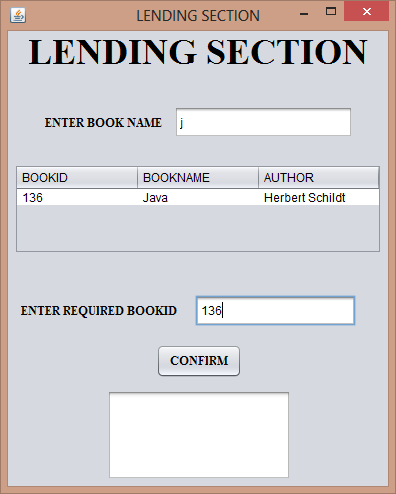 LENDING SECTION
LENDING SECTION
ENTER BOOK NAME j
BOOKID BOOKNAME AUTHOR
136 Java Herbert Schildt
ENTER REQUIRED BOOKID 136
CONFIRM